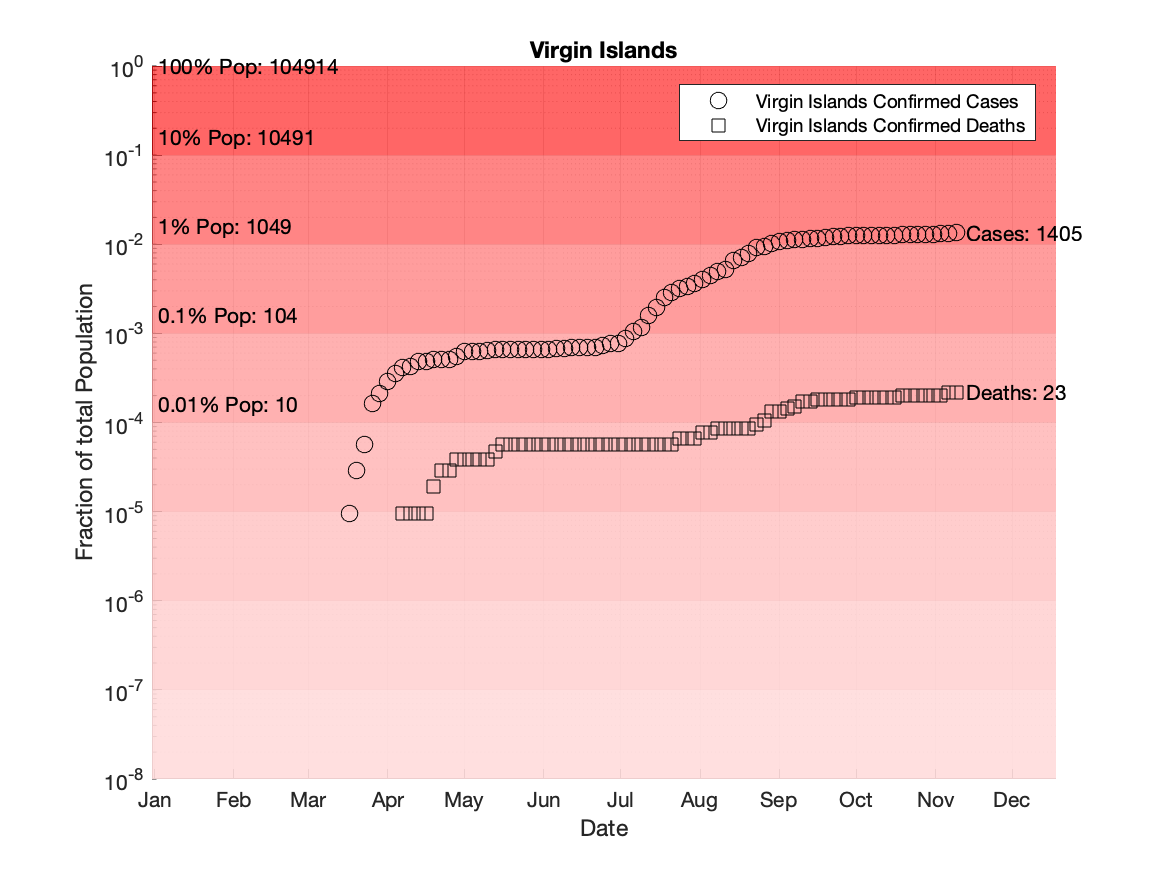 Virgin Islands
Virgin Islands Confirmed Cases
Virgin Islands Confirmed Deaths
100% Pop: 104914
10% Pop: 10491
1% Pop: 1049
0.1% Pop: 104
0.01% Pop: 10
Cases: 1405
Deaths: 23
Fraction of total Population
10^0
10^-1
10^-2
10^-3
10^-4
10^-5
10^-6
10^-7
10^-8
Jan Feb Mar Apr May Jun Jul Aug Sep Oct Nov Dec
Date